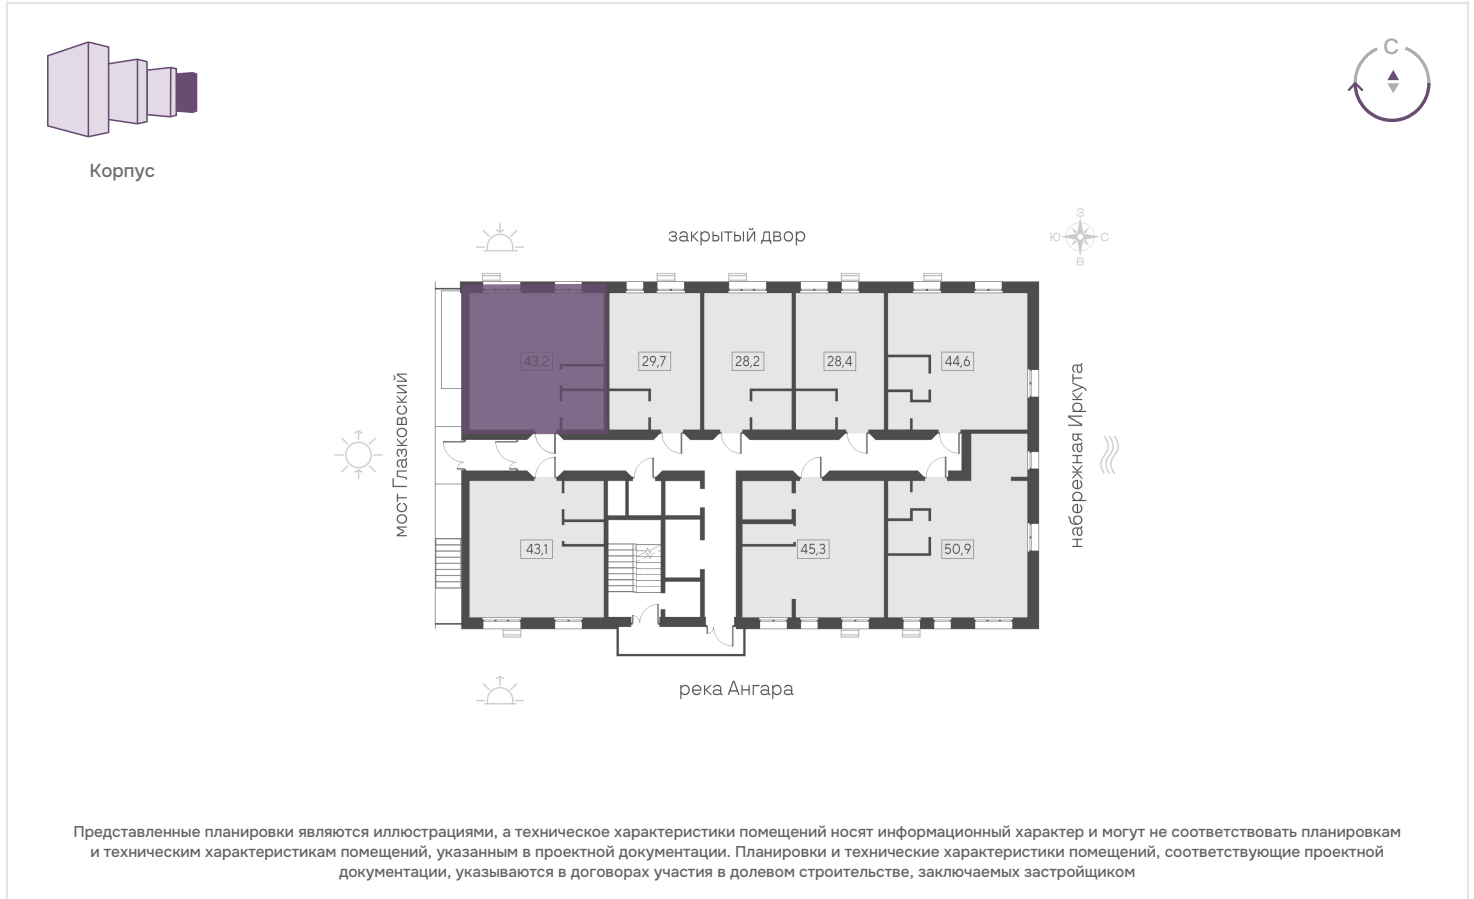 С
Корпус
закрытый двор
З
Ю
С
В
43,2
29,7
28,2
28,4
44,6
мост Глазковский
набережная Иркута
43,1
45,3
50,9
река Ангара
Представленные планировки являются иллюстрациями, а техническое характеристики помещений носят информационный характер и могут не соответствовать планировкам
и техническим характеристикам помещений, указанным в проектной документации. Планировки и технические характеристики помещений, соответствующие проектной
документации, указываются в договорах участия в долевом строительстве, заключаемых застройщиком